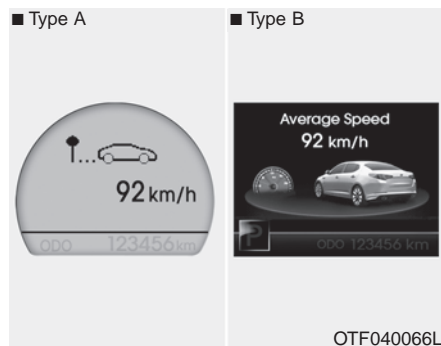 ■ Type A
92 km/h
ODO 123456 km
■ Type B
Average Speed
92 km/h
P
ODO 123456 km
OTF040066L